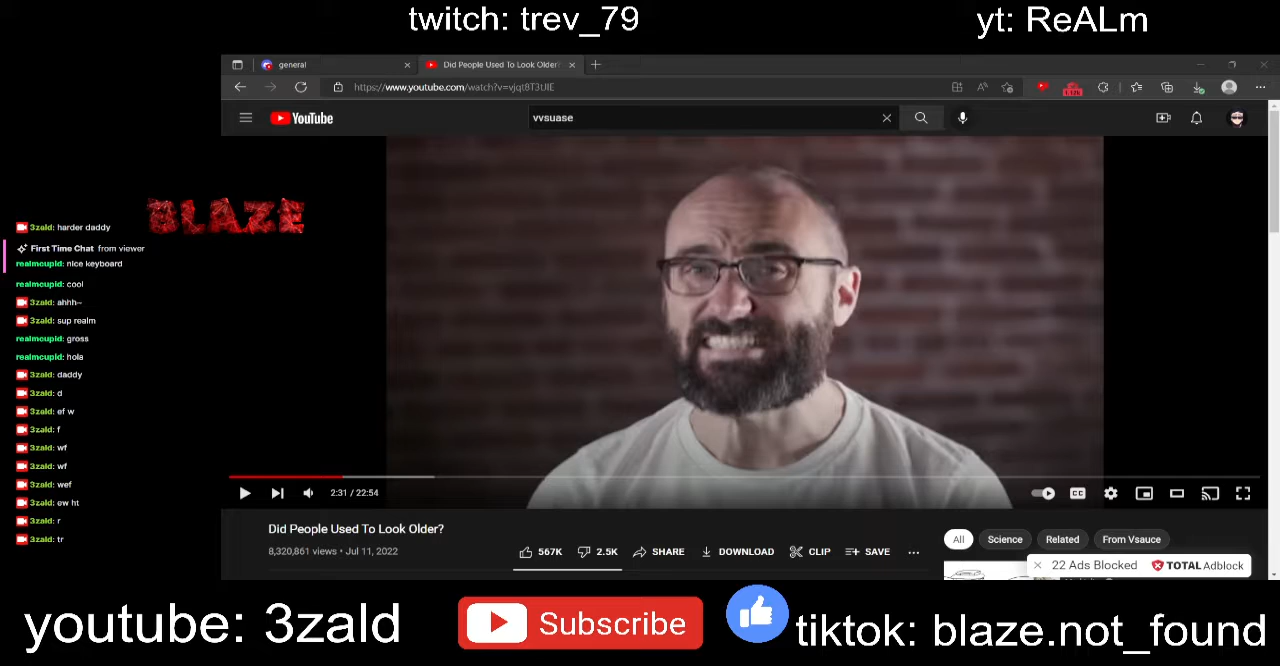 twitch: trev_79
yt: ReALm
general
Did People Used To Look Older?
https://www.youtube.com/watch?v=vjqt8T3tJIE
1.12k
YouTube
vvsuase
BLAZE
3zald: harder daddy
First Time Chat from viewer
realmcupid: nice keyboard
realmcupid: cool
3zald: ahhh~
3zald: sup realm
realmcupid: gross
realmcupid: hola
3zald: daddy
3zald: d
3zald: ef w
3zald: f
3zald: wf
3zald: wf
3zald: wef
3zald: ew ht
3zald: r
3zald: tr
2:31 / 22:54
CC
Did People Used To Look Older?
8,320,861 views • Jul 11, 2022
567K
2.5K
SHARE
DOWNLOAD
CLIP
SAVE
All
Science
Related
From Vsauce
22 Ads Blocked
TOTAL Adblock
youtube: 3zald
Subscribe
tiktok: blaze.not_found